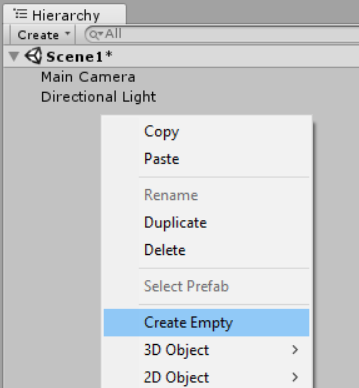 Hierarchy
Create All
Scene1*
Main Camera
Directional Light
Copy
Paste
Rename
Duplicate
Delete
Select Prefab
Create Empty
3D Object
2D Object